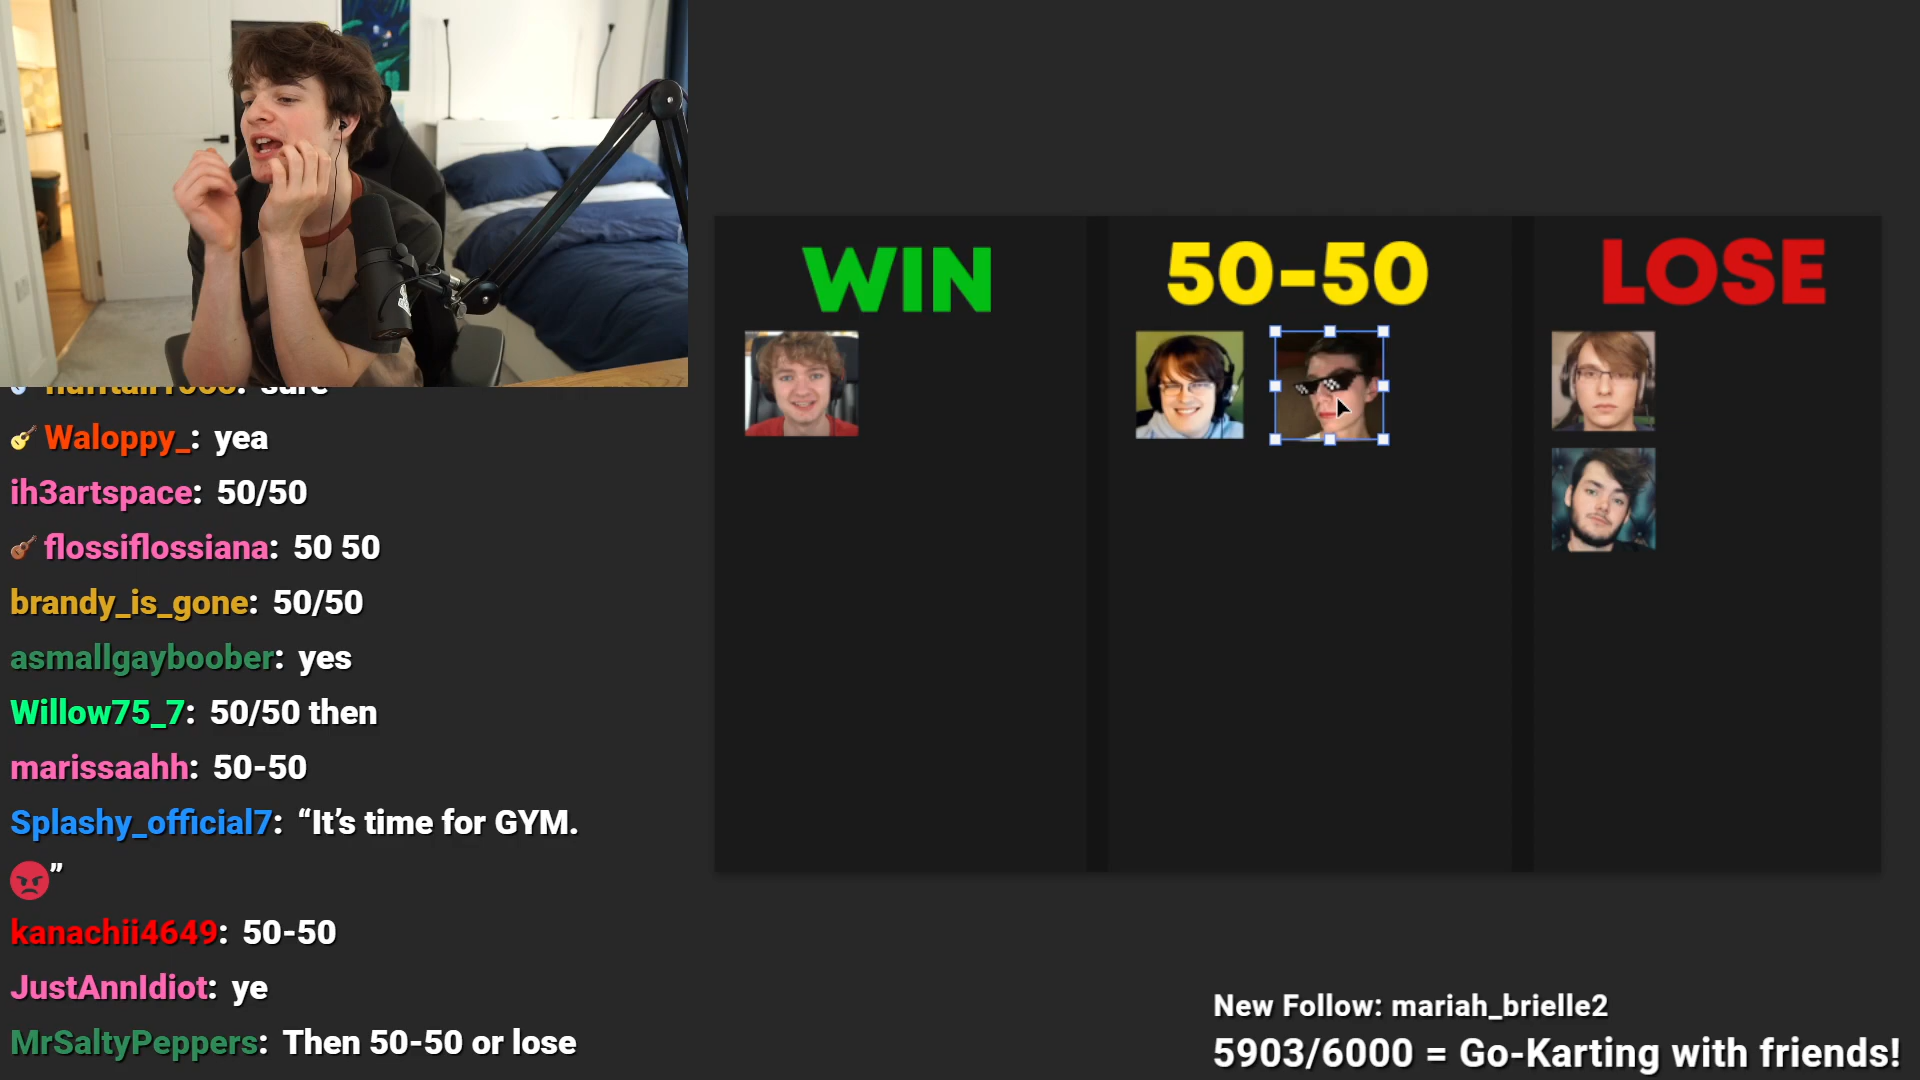 Waloppy_: yea
ih3artspace: 50/50
flossiflossiana: 50 50
brandy_is_gone: 50/50
asmallgayboober: yes
Willow75_7: 50/50 then
marissaahh: 50-50
Splashy_official7: “It’s time for GYM.
😡”
kanachii4649: 50-50
JustAnnIdiot: ye
MrSaltyPeppers: Then 50-50 or lose
WIN
50-50
LOSE
New Follow: mariah_brielle2
5903/6000 = Go-Karting with friends!